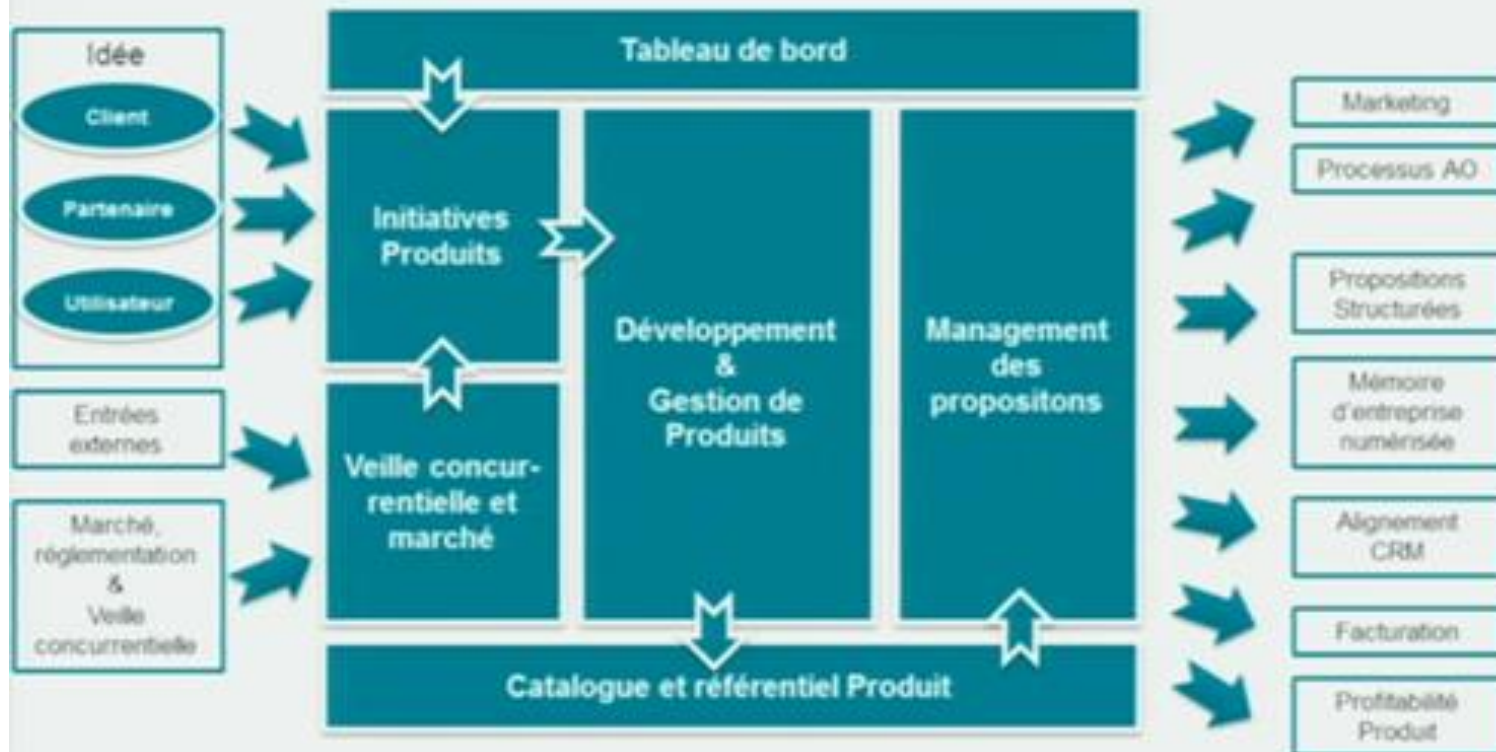 Idée
Client
Partenaire
Utilisateur
Entrées
externes
Marché,
réglementation
&
Veille
concurrentielle
Tableau de bord
Initiatives
Produits
Veille concur-
rentielle et
marché
Développement
&
Gestion de
Produits
Management
des
propositons
Catalogue et référentiel Produit
Marketing
Processus AO
Propositions
Structurées
Mémoire
d'entreprise
numérisée
Alignement
CRM
Facturation
Profitabilité
Produit